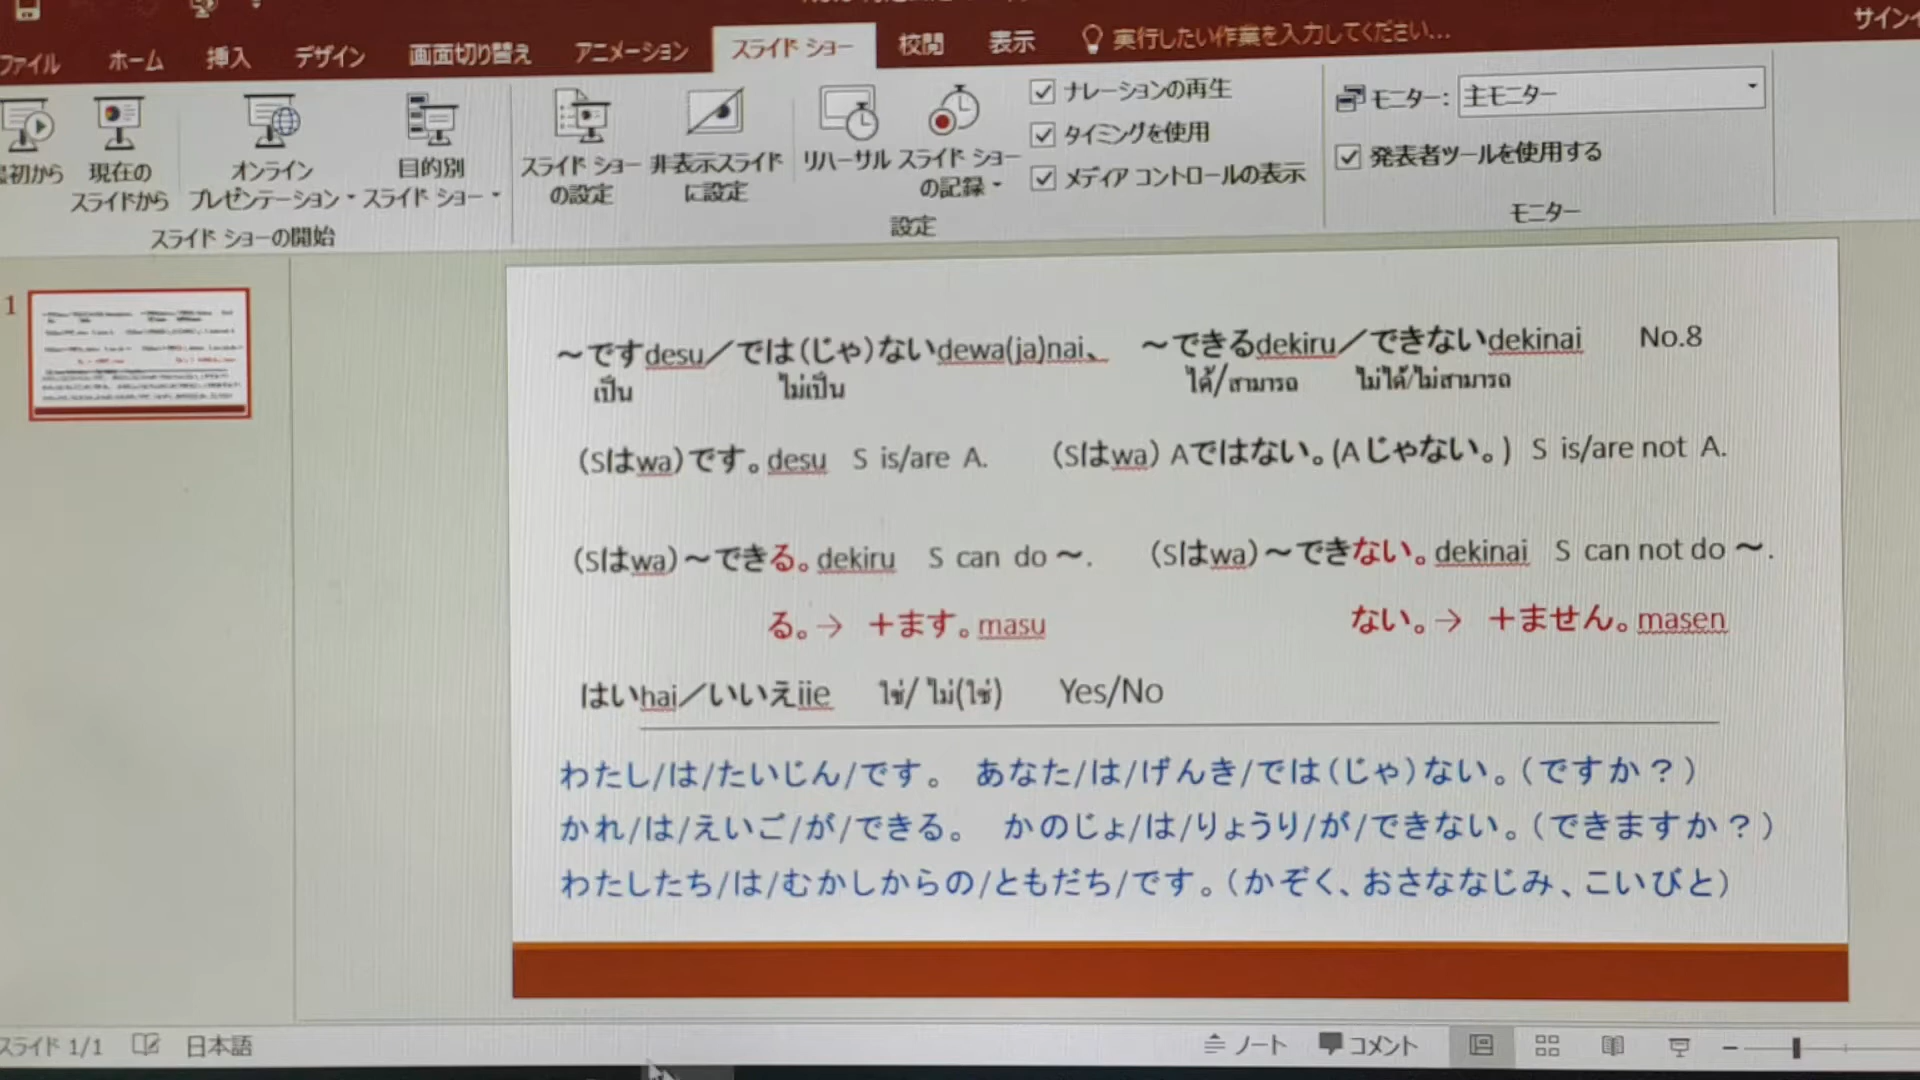 サインイ
ファイル ホーム 挿入 デザイン 画面切り替え アニメーション スライド ショー 校閲 表示 実行したい作業を入力してください...
最初から
現在の
スライドから
オンライン
プレゼンテーション
目的別
スライド ショー
スライド ショー
の設定
非表示スライド
に設定
リハーサル
スライド ショー
の記録
ナレーションの再生
タイミングを使用
メディア コントロールの表示
モニター: 主モニター
発表者ツールを使用する
スライド ショーの開始
設定
モニター
1
～ですdesu／では(じゃ)ないdewa(ja)nai、 ～できるdekiru／できないdekinai No.8
เป็น ไม่เป็น ได้/สามารถ ไม่ได้/ไม่สามารถ
(Sはwa)です。desu S is/are A. (Sはwa) Aではない。(Aじゃない。) S is/are not A.
(Sはwa)～できる。dekiru S can do ～. (Sはwa)～できない。dekinai S can not do ～.
る。→ ＋ます。masu ない。→ ＋ません。masen
はいhai／いいえiie ใช่/ ไม่(ใช่) Yes/No
わたし/は/たいじん/です。 あなた/は/げんき/では(じゃ)ない。(ですか？)
かれ/は/えいご/が/できる。 かのじょ/は/りょうり/が/できない。(できますか？)
わたしたち/は/むかしからの/ともだち/です。(かぞく、おさななじみ、こいびと)
スライド 1/1 日本語 ノート コメント